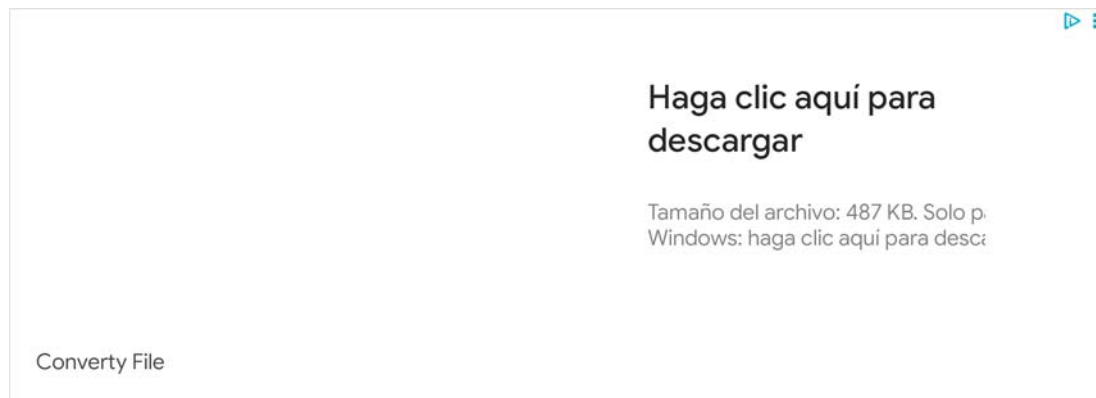 Haga clic aquí para
descargar
Tamaño del archivo: 487 KB. Solo
Windows: haga clic aquí para
Converty File